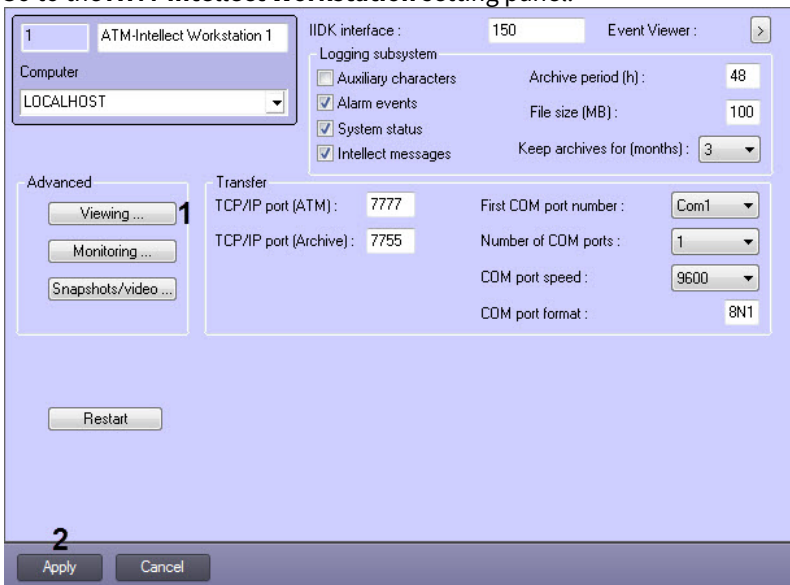 Go to the ATM-Intellect Workstation setting panel.
1 ATM-Intellect Workstation 1
Computer
LOCALHOST
IIDK interface : 150 Event Viewer : >
Logging subsystem
Auxiliary characters Archive period (h) : 48
Alarm events File size (MB) : 100
System status
Intellect messages Keep archives for (months) : 3
Advanced
Viewing ... 1
Monitoring ...
Snapshots/video ...
Transfer
TCP/IP port (ATM) : 7777 First COM port number : Com1
TCP/IP port (Archive) : 7755 Number of COM ports : 1
COM port speed : 9600
COM port format : 8N1
Restart
2
Apply Cancel